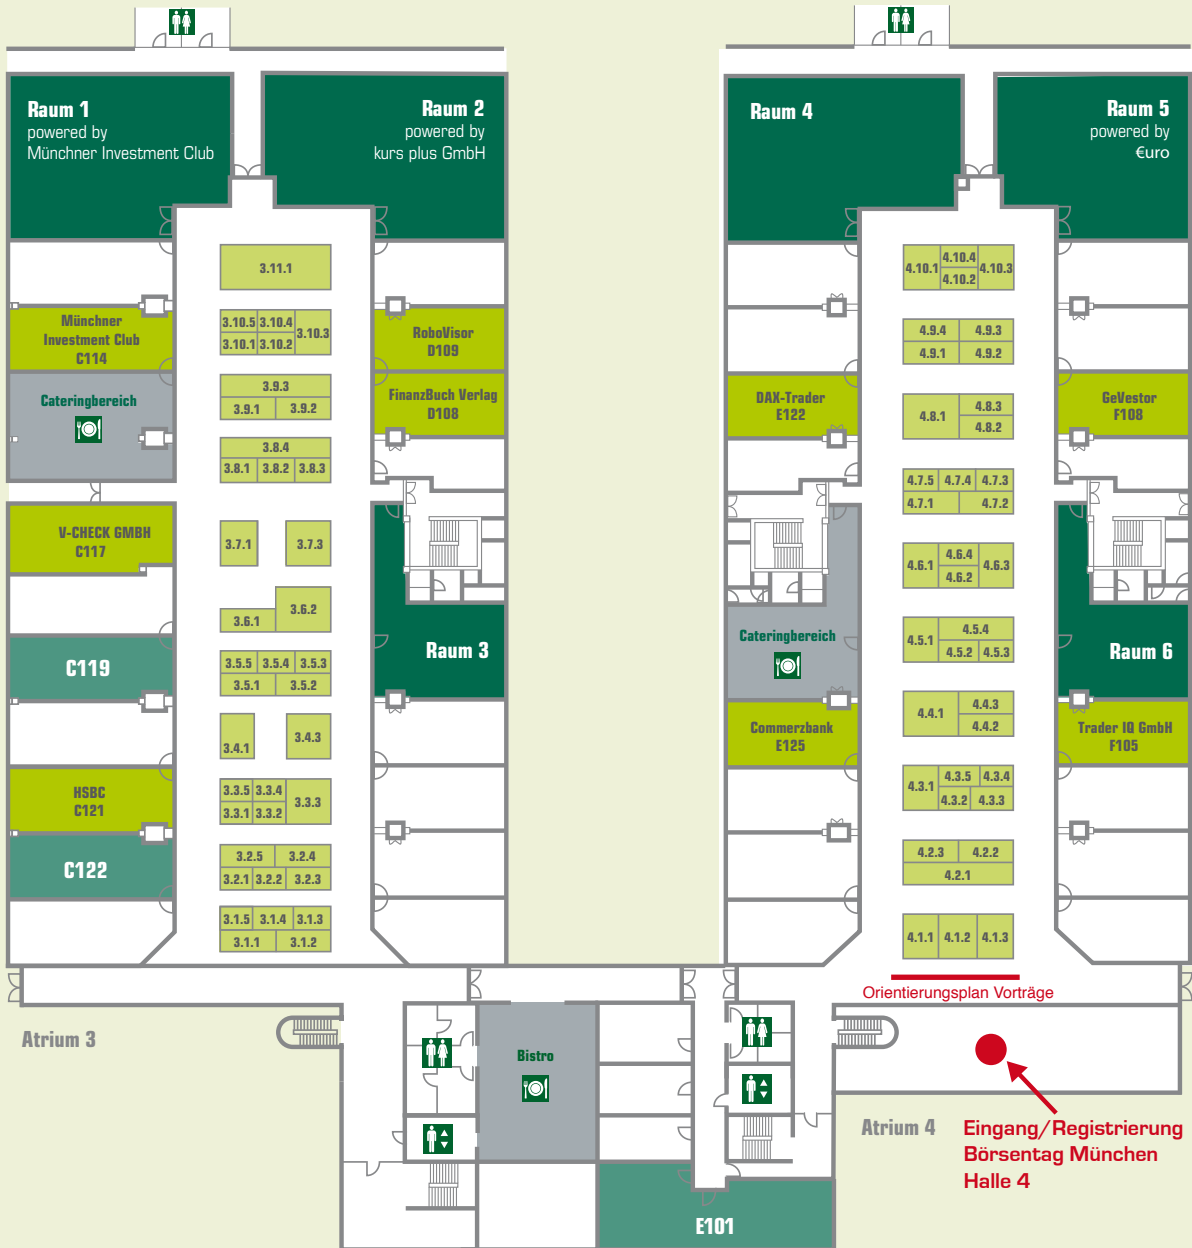 Raum 1
powered by
Münchner Investment Club
Raum 2
powered by
kurs plus GmbH
Raum 4
Raum 5
powered by
€uro
3.11.1
3.10.5 3.10.4 3.10.3
3.10.1 3.10.2
3.9.3
3.9.1 3.9.2
3.8.4
3.8.1 3.8.2 3.8.3
3.7.1 3.7.3
3.6.2
3.6.1
3.5.5 3.5.4 3.5.3
3.5.1 3.5.2
3.4.1 3.4.3
3.3.5 3.3.4 3.3.3
3.3.1 3.3.2
3.2.5 3.2.4
3.2.1 3.2.2 3.2.3
3.1.5 3.1.4 3.1.3
3.1.1 3.1.2
Münchner
Investment Club
C114
Cateringbereich
V-CHECK GMBH
C117
C119
HSBC
C121
C122
RoboVisor
D109
FinanzBuch Verlag
D108
Raum 3
4.10.1 4.10.4 4.10.3
4.10.2
4.9.4 4.9.3
4.9.1 4.9.2
4.8.1 4.8.3
4.8.2
4.7.5 4.7.4 4.7.3
4.7.1 4.7.2
4.6.1 4.6.4 4.6.3
4.6.2
4.5.1 4.5.4
4.5.2 4.5.3
4.4.1 4.4.3
4.4.2
4.3.1 4.3.5 4.3.4
4.3.2 4.3.3
4.2.3 4.2.2
4.2.1
4.1.1 4.1.2 4.1.3
DAX-Trader
E122
Cateringbereich
Commerzbank
E125
GeVestor
F108
Raum 6
Trader IQ GmbH
F105
Orientierungsplan Vorträge
Atrium 3
Bistro
Atrium 4
Eingang/Registrierung
Börsentag München
Halle 4
E101